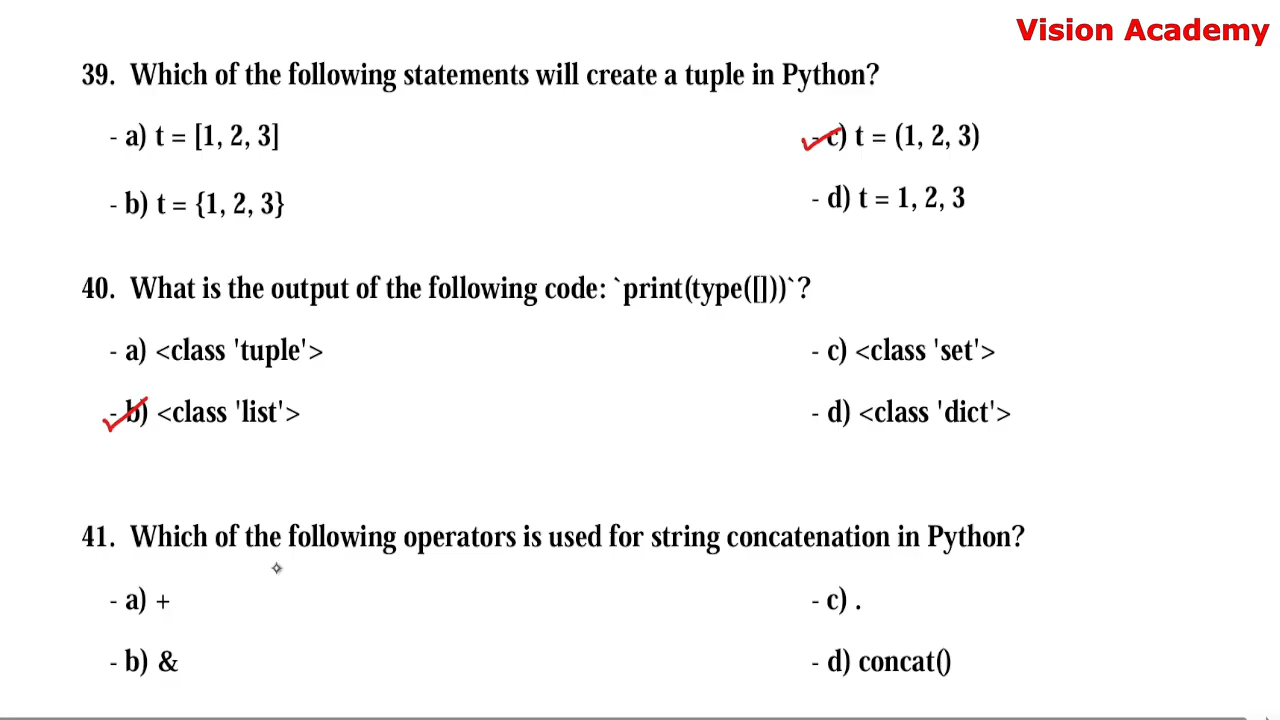 Vision Academy
39. Which of the following statements will create a tuple in Python?
- a) t = [1, 2, 3]
- c) t = (1, 2, 3)
- b) t = {1, 2, 3}
- d) t = 1, 2, 3
40. What is the output of the following code: `print(type([]))`?
- a) <class 'tuple'>
- c) <class 'set'>
- b) <class 'list'>
- d) <class 'dict'>
41. Which of the following operators is used for string concatenation in Python?
- a) +
- c) .
- b) &
- d) concat()